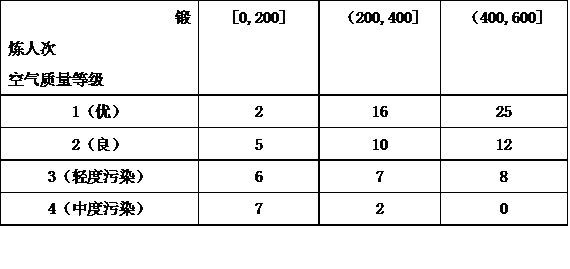 锻 [0,200] (200,400] (400,600]
炼人次
空气质量等级
1(优) 2 16 25
2(良) 5 10 12
3(轻度污染) 6 7 8
4(中度污染) 7 2 0